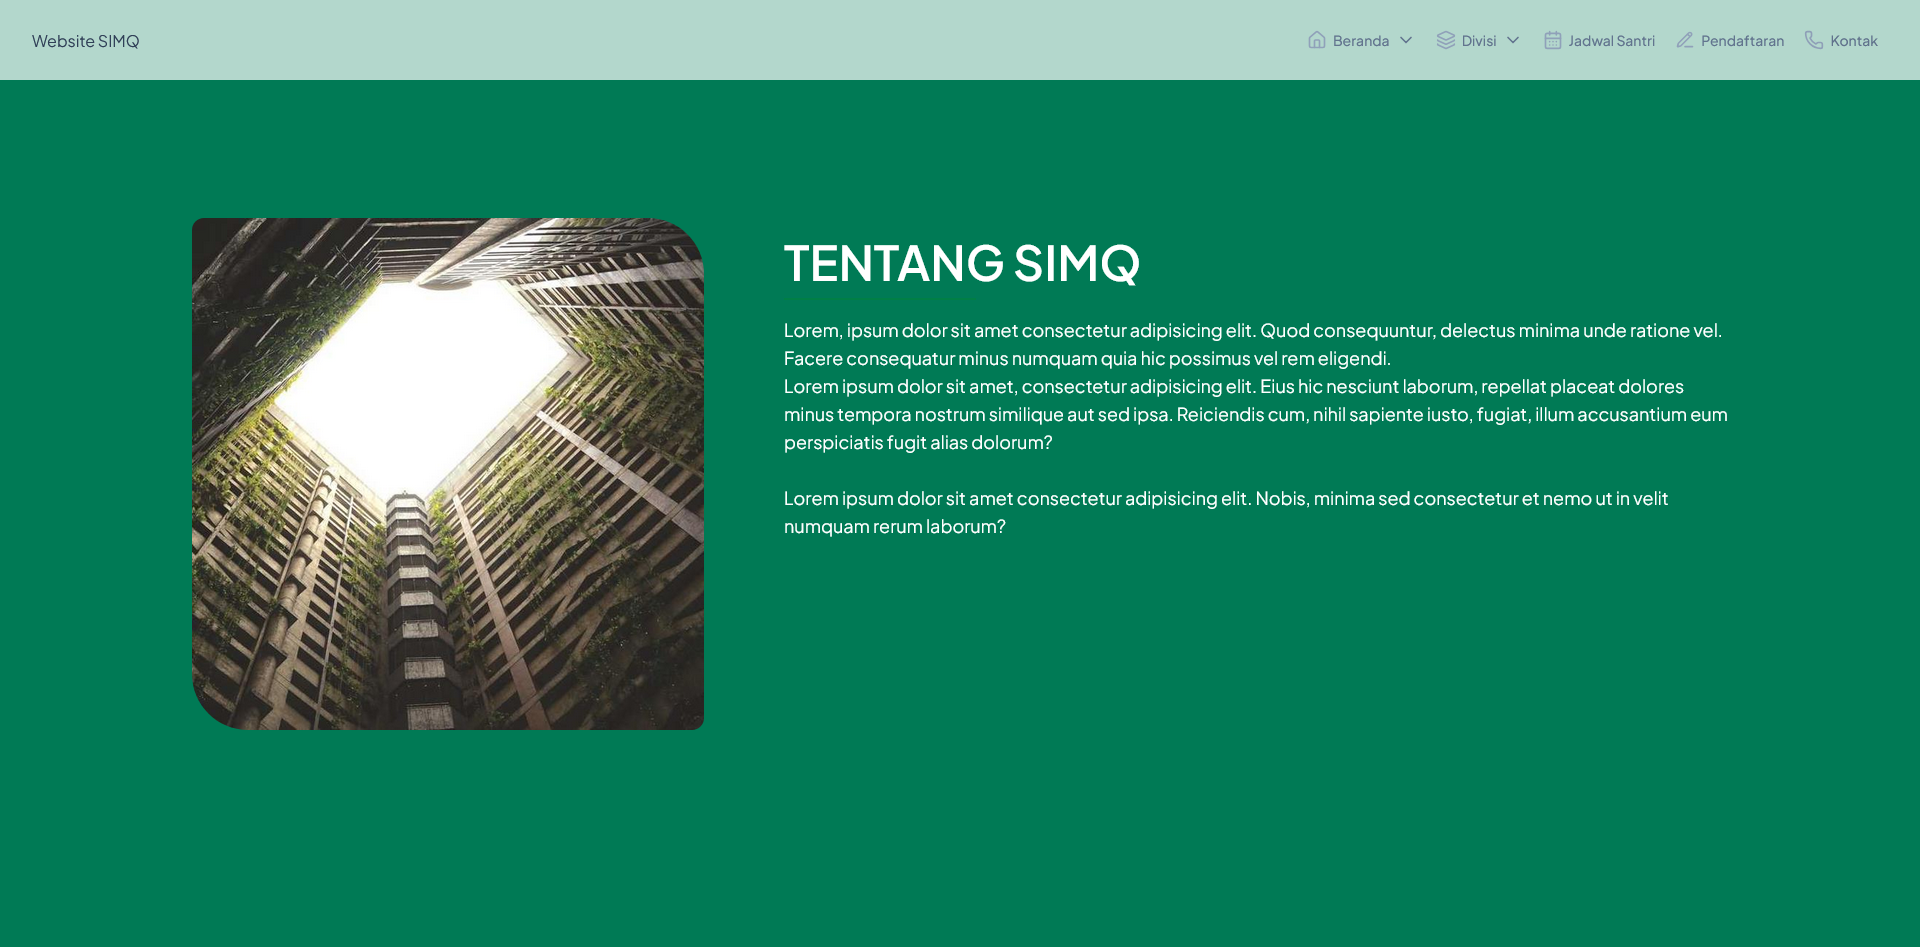 Website SIMQ
Beranda
Divisi
Jadwal Santri
Pendaftaran
Kontak
TENTANG SIMQ
Lorem, ipsum dolor sit amet consectetur adipisicing elit. Quod consequuntur, delectus minima unde ratione vel.
Facere consequatur minus numquam quia hic possimus vel rem eligendi.
Lorem ipsum dolor sit amet, consectetur adipisicing elit. Eius hic nesciunt laborum, repellat placeat dolores
minus tempora nostrum similique aut sed ipsa. Reiciendis cum, nihil sapiente iusto, fugiat, illum accusantium eum
perspiciatis fugit alias dolorum?
Lorem ipsum dolor sit amet consectetur adipisicing elit. Nobis, minima sed consectetur et nemo ut in velit
numquam rerum laborum?